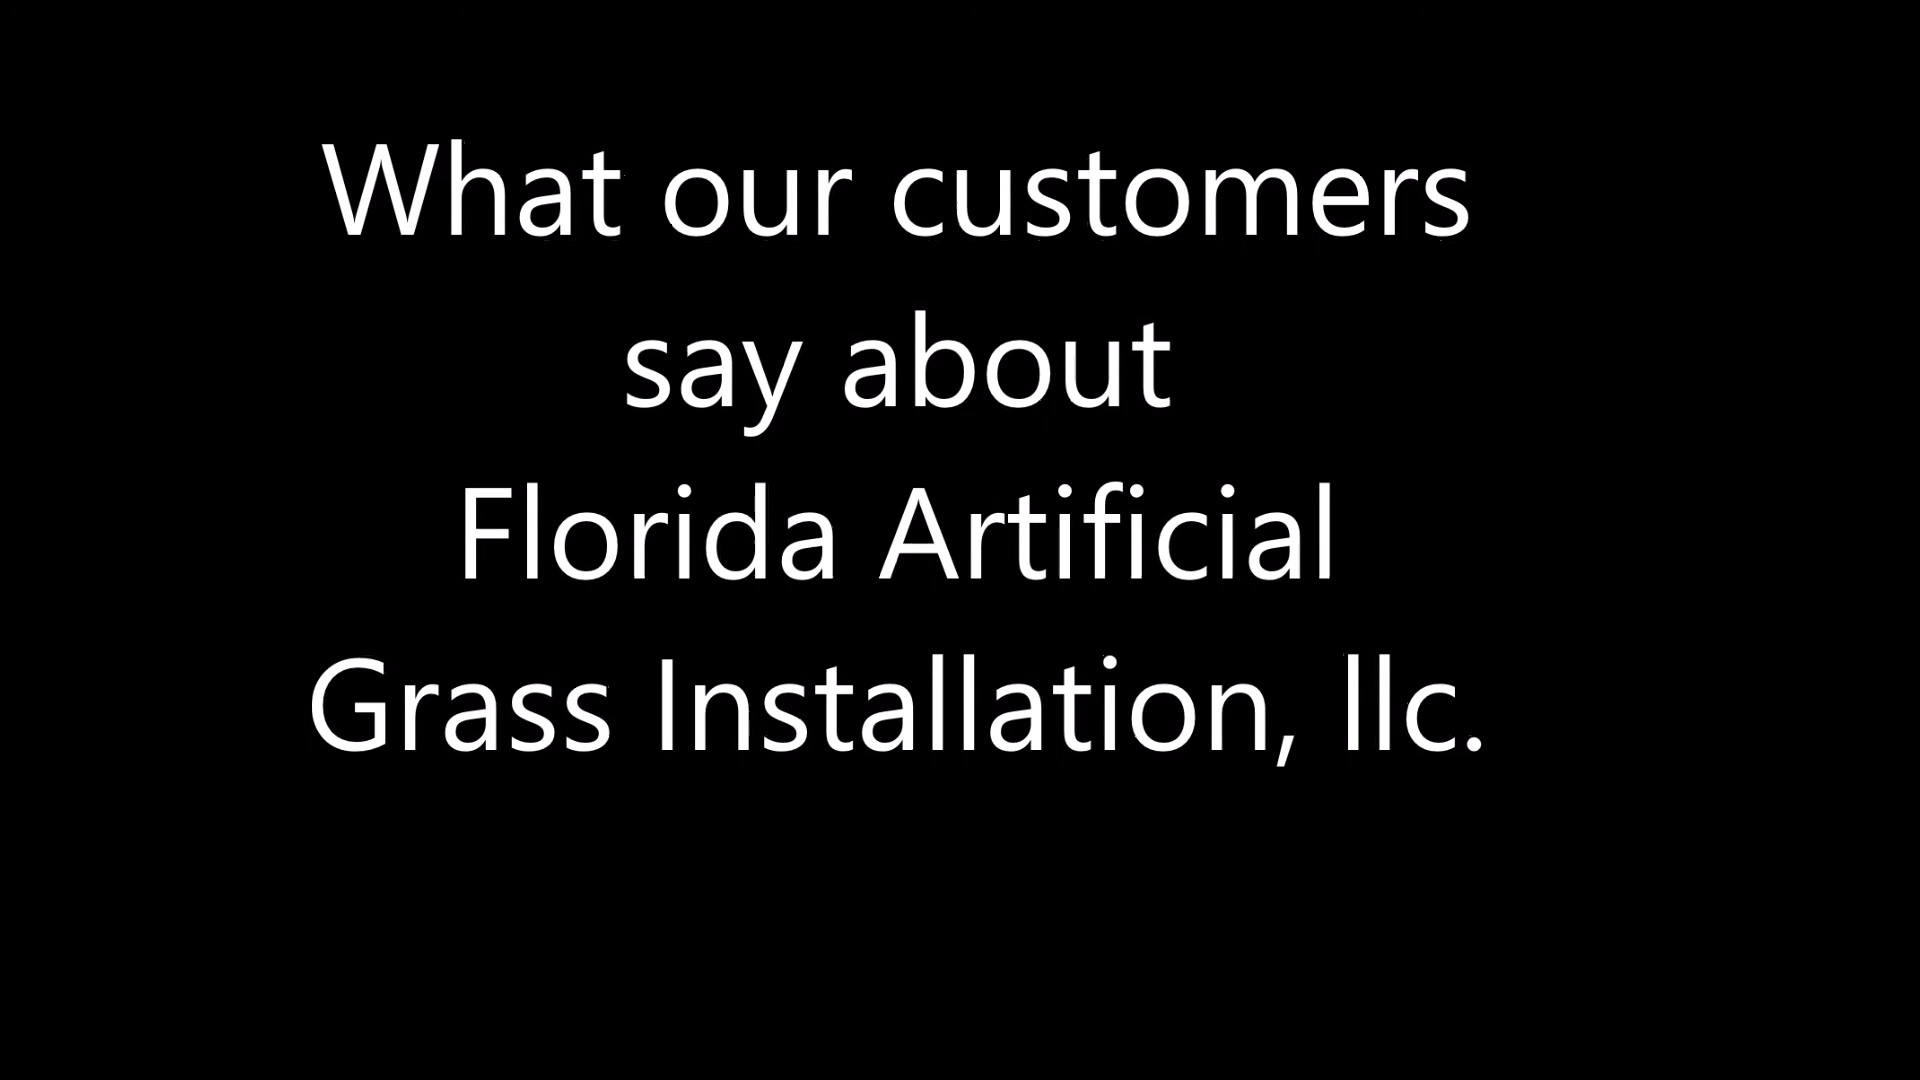 What our customers
say about
Florida Artificial
Grass Installation, llc.